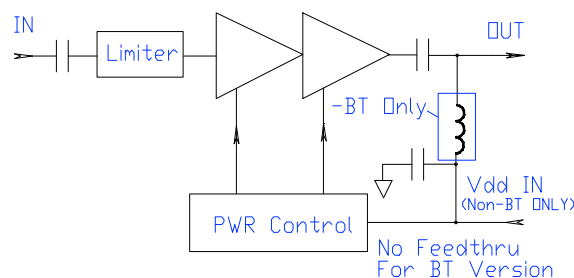 IN
OUT
Limiter
-BT Only
Vdd IN
(Non-BT ONLY)
PWR Control
No Feedthru
For BT Version